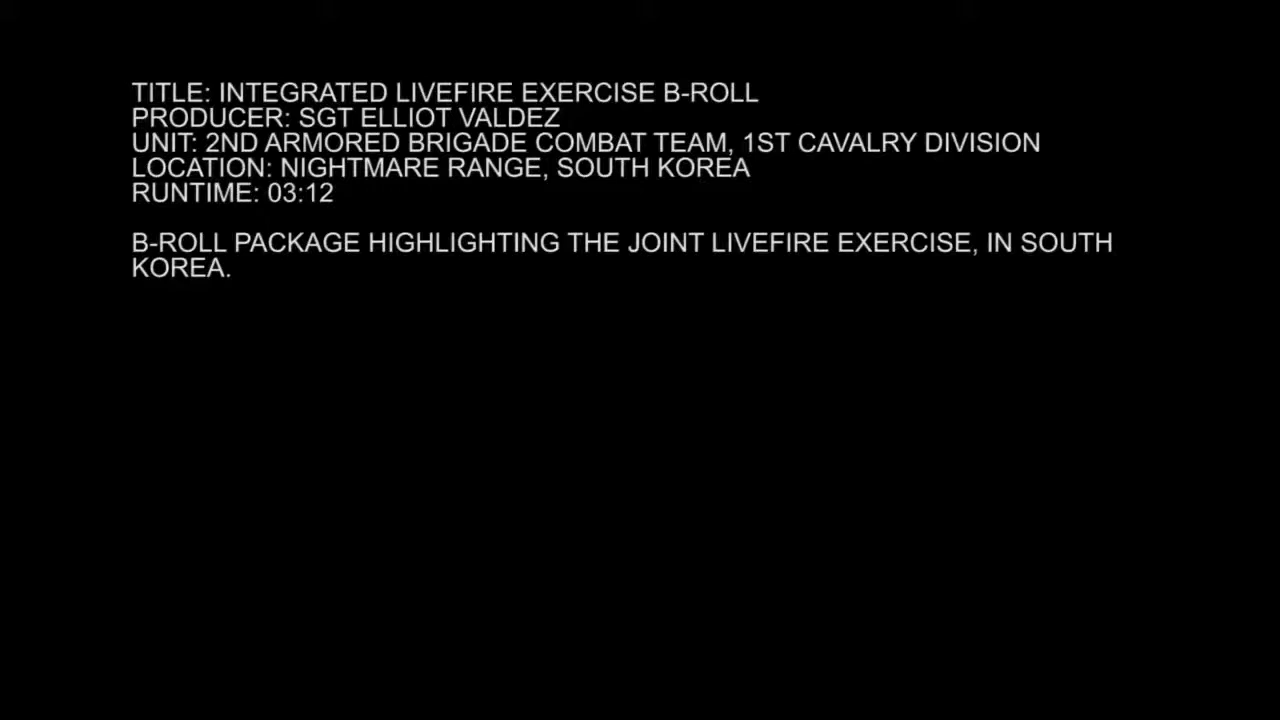 TITLE: INTEGRATED LIVEFIRE EXERCISE B-ROLL
PRODUCER: SGT ELLIOT VALDEZ
UNIT: 2ND ARMORED BRIGADE COMBAT TEAM, 1ST CAVALRY DIVISION
LOCATION: NIGHTMARE RANGE, SOUTH KOREA
RUNTIME: 03:12
B-ROLL PACKAGE HIGHLIGHTING THE JOINT LIVEFIRE EXERCISE, IN SOUTH
KOREA.